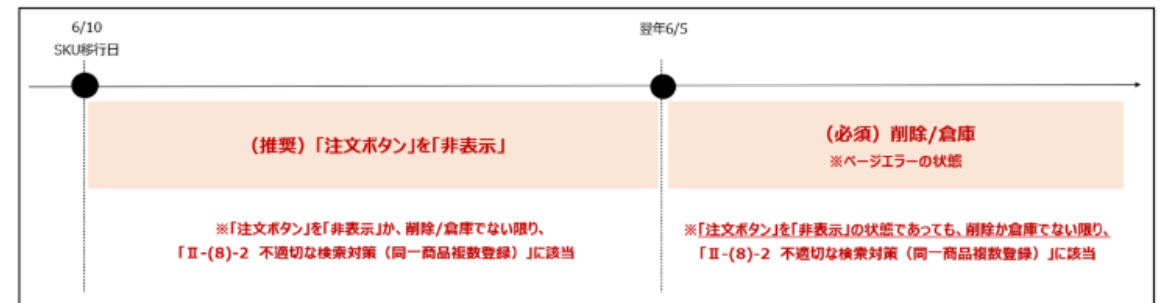 6/10
SKU移行日
翌年6/5
（推奨）「注文ボタン」を「非表示」
（必須）削除/倉庫
※ページエラーの状態
※「注文ボタン」を「非表示」か、削除/倉庫でない限り、
「Ⅱ-(8)-2 不適切な検索対策（同一商品複数登録）」に該当
※「注文ボタン」を「非表示」の状態であっても、削除か倉庫でない限り、
「Ⅱ-(8)-2 不適切な検索対策（同一商品複数登録）」に該当